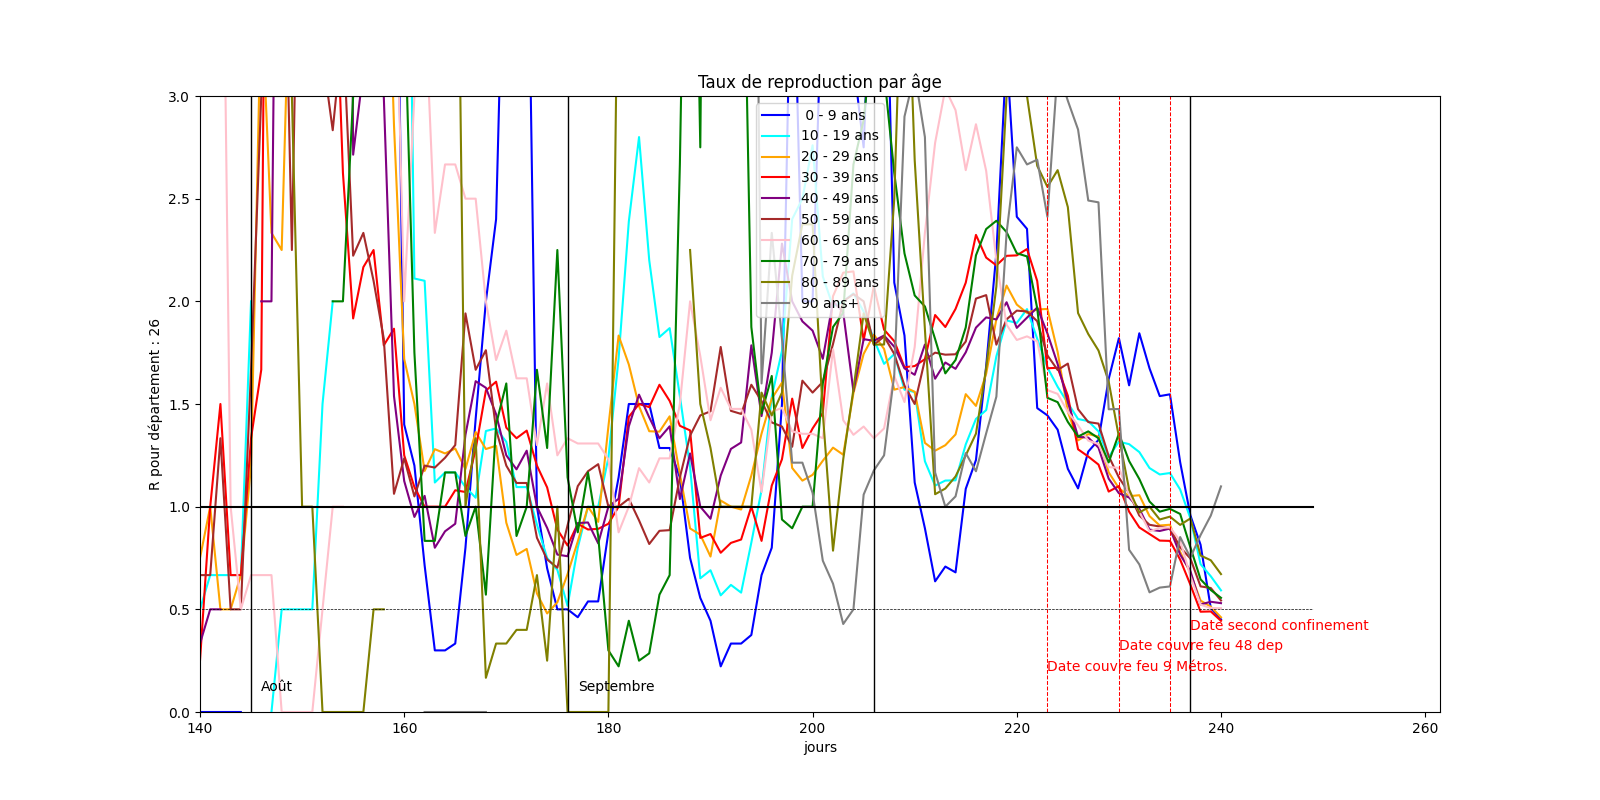 Taux de reproduction par âge
R pour département : 26
3.0
2.5
2.0
1.5
1.0
0.5
0.0
0 - 9 ans
10 - 19 ans
20 - 29 ans
30 - 39 ans
40 - 49 ans
50 - 59 ans
60 - 69 ans
70 - 79 ans
80 - 89 ans
90 ans+
Date second confinement
Date couvre feu 48 dep
Date couvre feu 9 Métros.
Août
Septembre
140
160
180
200
220
240
260
jours